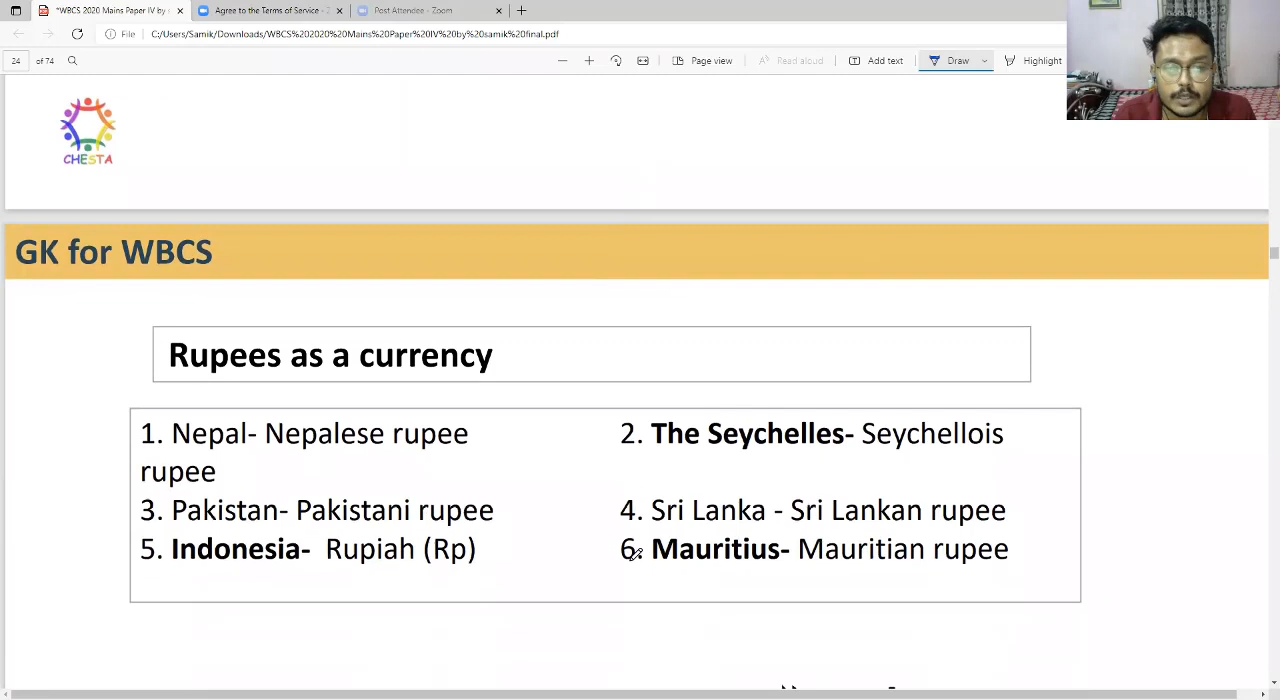 *WBCS 2020 Mains Paper IV by s
Agree to the Terms of Service - Z
Post Attendee - Zoom
File
C:/Users/Samik/Downloads/WBCS%202020%20Mains%20Paper%20IV%20by%20samik%20final.pdf
24 of 74
Page view
Read aloud
Add text
Draw
Highlight
CHESTA
GK for WBCS
Rupees as a currency
1. Nepal- Nepalese rupee 2. The Seychelles- Seychellois
rupee
3. Pakistan- Pakistani rupee 4. Sri Lanka - Sri Lankan rupee
5. Indonesia- Rupiah (Rp) 6. Mauritius- Mauritian rupee